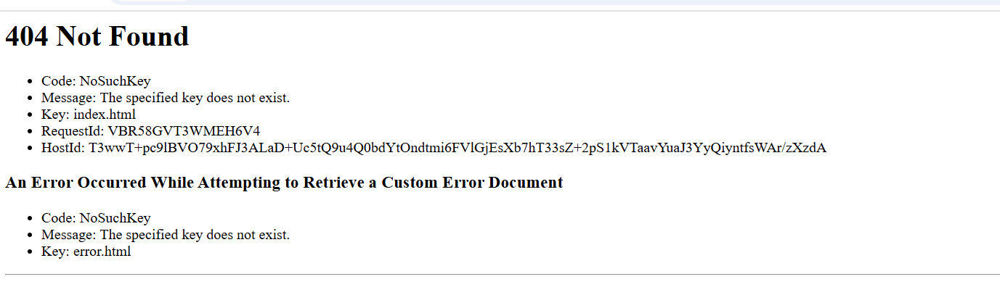 404 Not Found
Code: NoSuchKey
Message: The specified key does not exist.
Key: index.html
RequestId: VBR58GVT3WMEH6V4
HostId: T3wwT+pc9lBVO79xhFJ3ALaD+Uc5tQ9u4Q0bdYtOndtmi6FVlGjEsXb7hT33sZ+2pS1kVTaavYuaJ3YyQiyntfsWAr/zXzdA
An Error Occurred While Attempting to Retrieve a Custom Error Document
Code: NoSuchKey
Message: The specified key does not exist.
Key: error.html